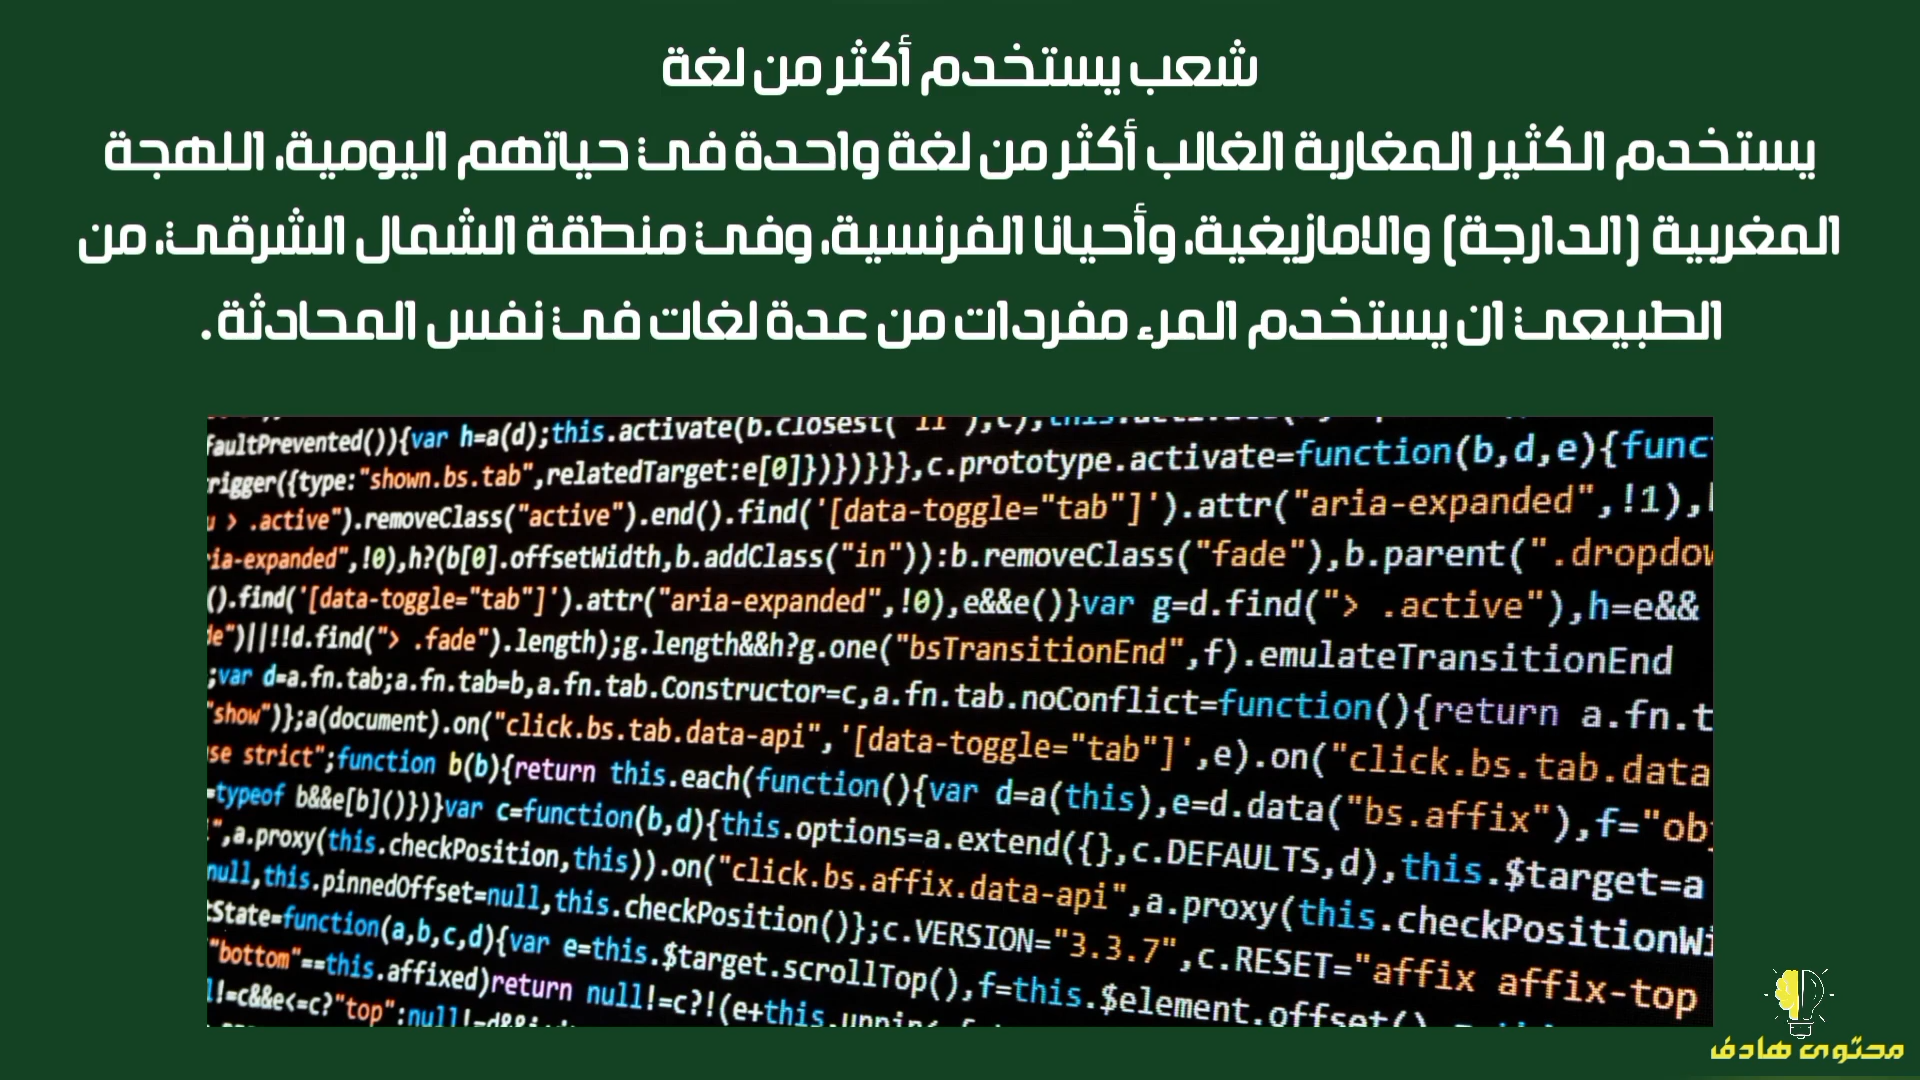 شعب يستخدم أكثر من لغة
يستخدم الكثير المغاربة الغالب أكثر من لغة واحدة في حياتهم اليومية، اللهجة
المغربية (الدارجة) والامازيغية، وأحيانا الفرنسية، وفي منطقة الشمال الشرقي، من
الطبيعي ان يستخدم المرء مفردات من عدة لغات في نفس المحادثة.
faultPrevented()){var h=a(d);this.activate(b.closest("li"),c),this.activate(
rigger({type:"shown.bs.tab",relatedTarget:e[0]})})}}},c.prototype.activate=function(b,d,e){func
u > .active").removeClass("active").end().find('[data-toggle="tab"]').attr("aria-expanded",!1),
ia-expanded",!0),h?(b[0].offsetWidth,b.addClass("in")):b.removeClass("fade"),b.parent(".dropdow
().find('[data-toggle="tab"]').attr("aria-expanded",!0),e&&e()}var g=d.find("> .active"),h=e&&
de")||!!d.find("> .fade").length);g.length&&h?g.one("bsTransitionEnd",f).emulateTransitionEnd
;var d=a.fn.tab;a.fn.tab=b,a.fn.tab.Constructor=c,a.fn.tab.noConflict=function(){return a.fn.t
"show")};a(document).on("click.bs.tab.data-api",'[data-toggle="tab"]',e).on("click.bs.tab.data
se strict";function b(b){return this.each(function(){var d=a(this),e=d.data("bs.affix"),f="ob
=typeof b&&e[b]()})}var c=function(b,d){this.options=a.extend({},c.DEFAULTS,d),this.$target=a
",a.proxy(this.checkPosition,this)).on("click.bs.affix.data-api",a.proxy(this.checkPositionWi
null,this.pinnedOffset=null,this.checkPosition()};c.VERSION="3.3.7",c.RESET="affix affix-top
tState=function(a,b,c,d){var e=this.$target.scrollTop(),f=this.$element.offset()
"bottom"==this.affixed)return null!=c?!(e+this.unpin<
!=c&&e<=c?"top":null!=d&&
محتوى هادف